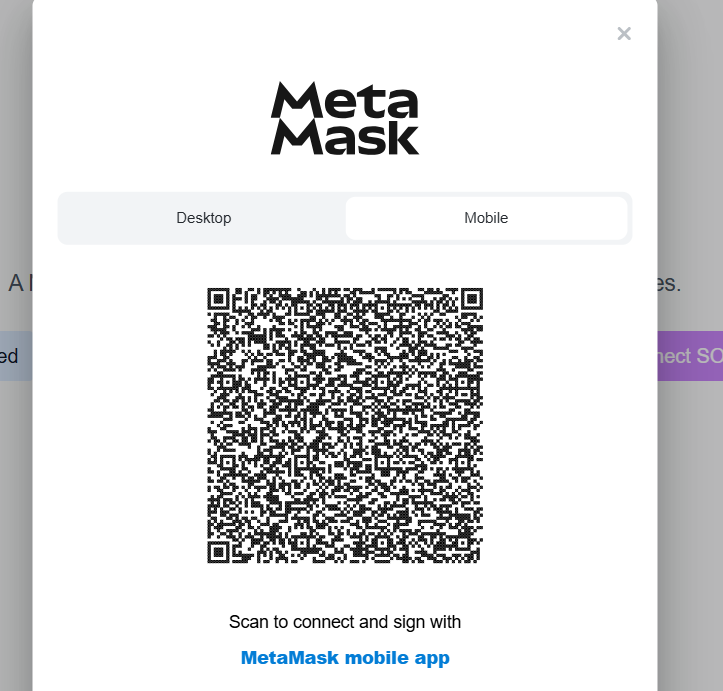 ×
Meta
Mask
Desktop
Mobile
A
es.
ed
nect SO
Scan to connect and sign with
MetaMask mobile app